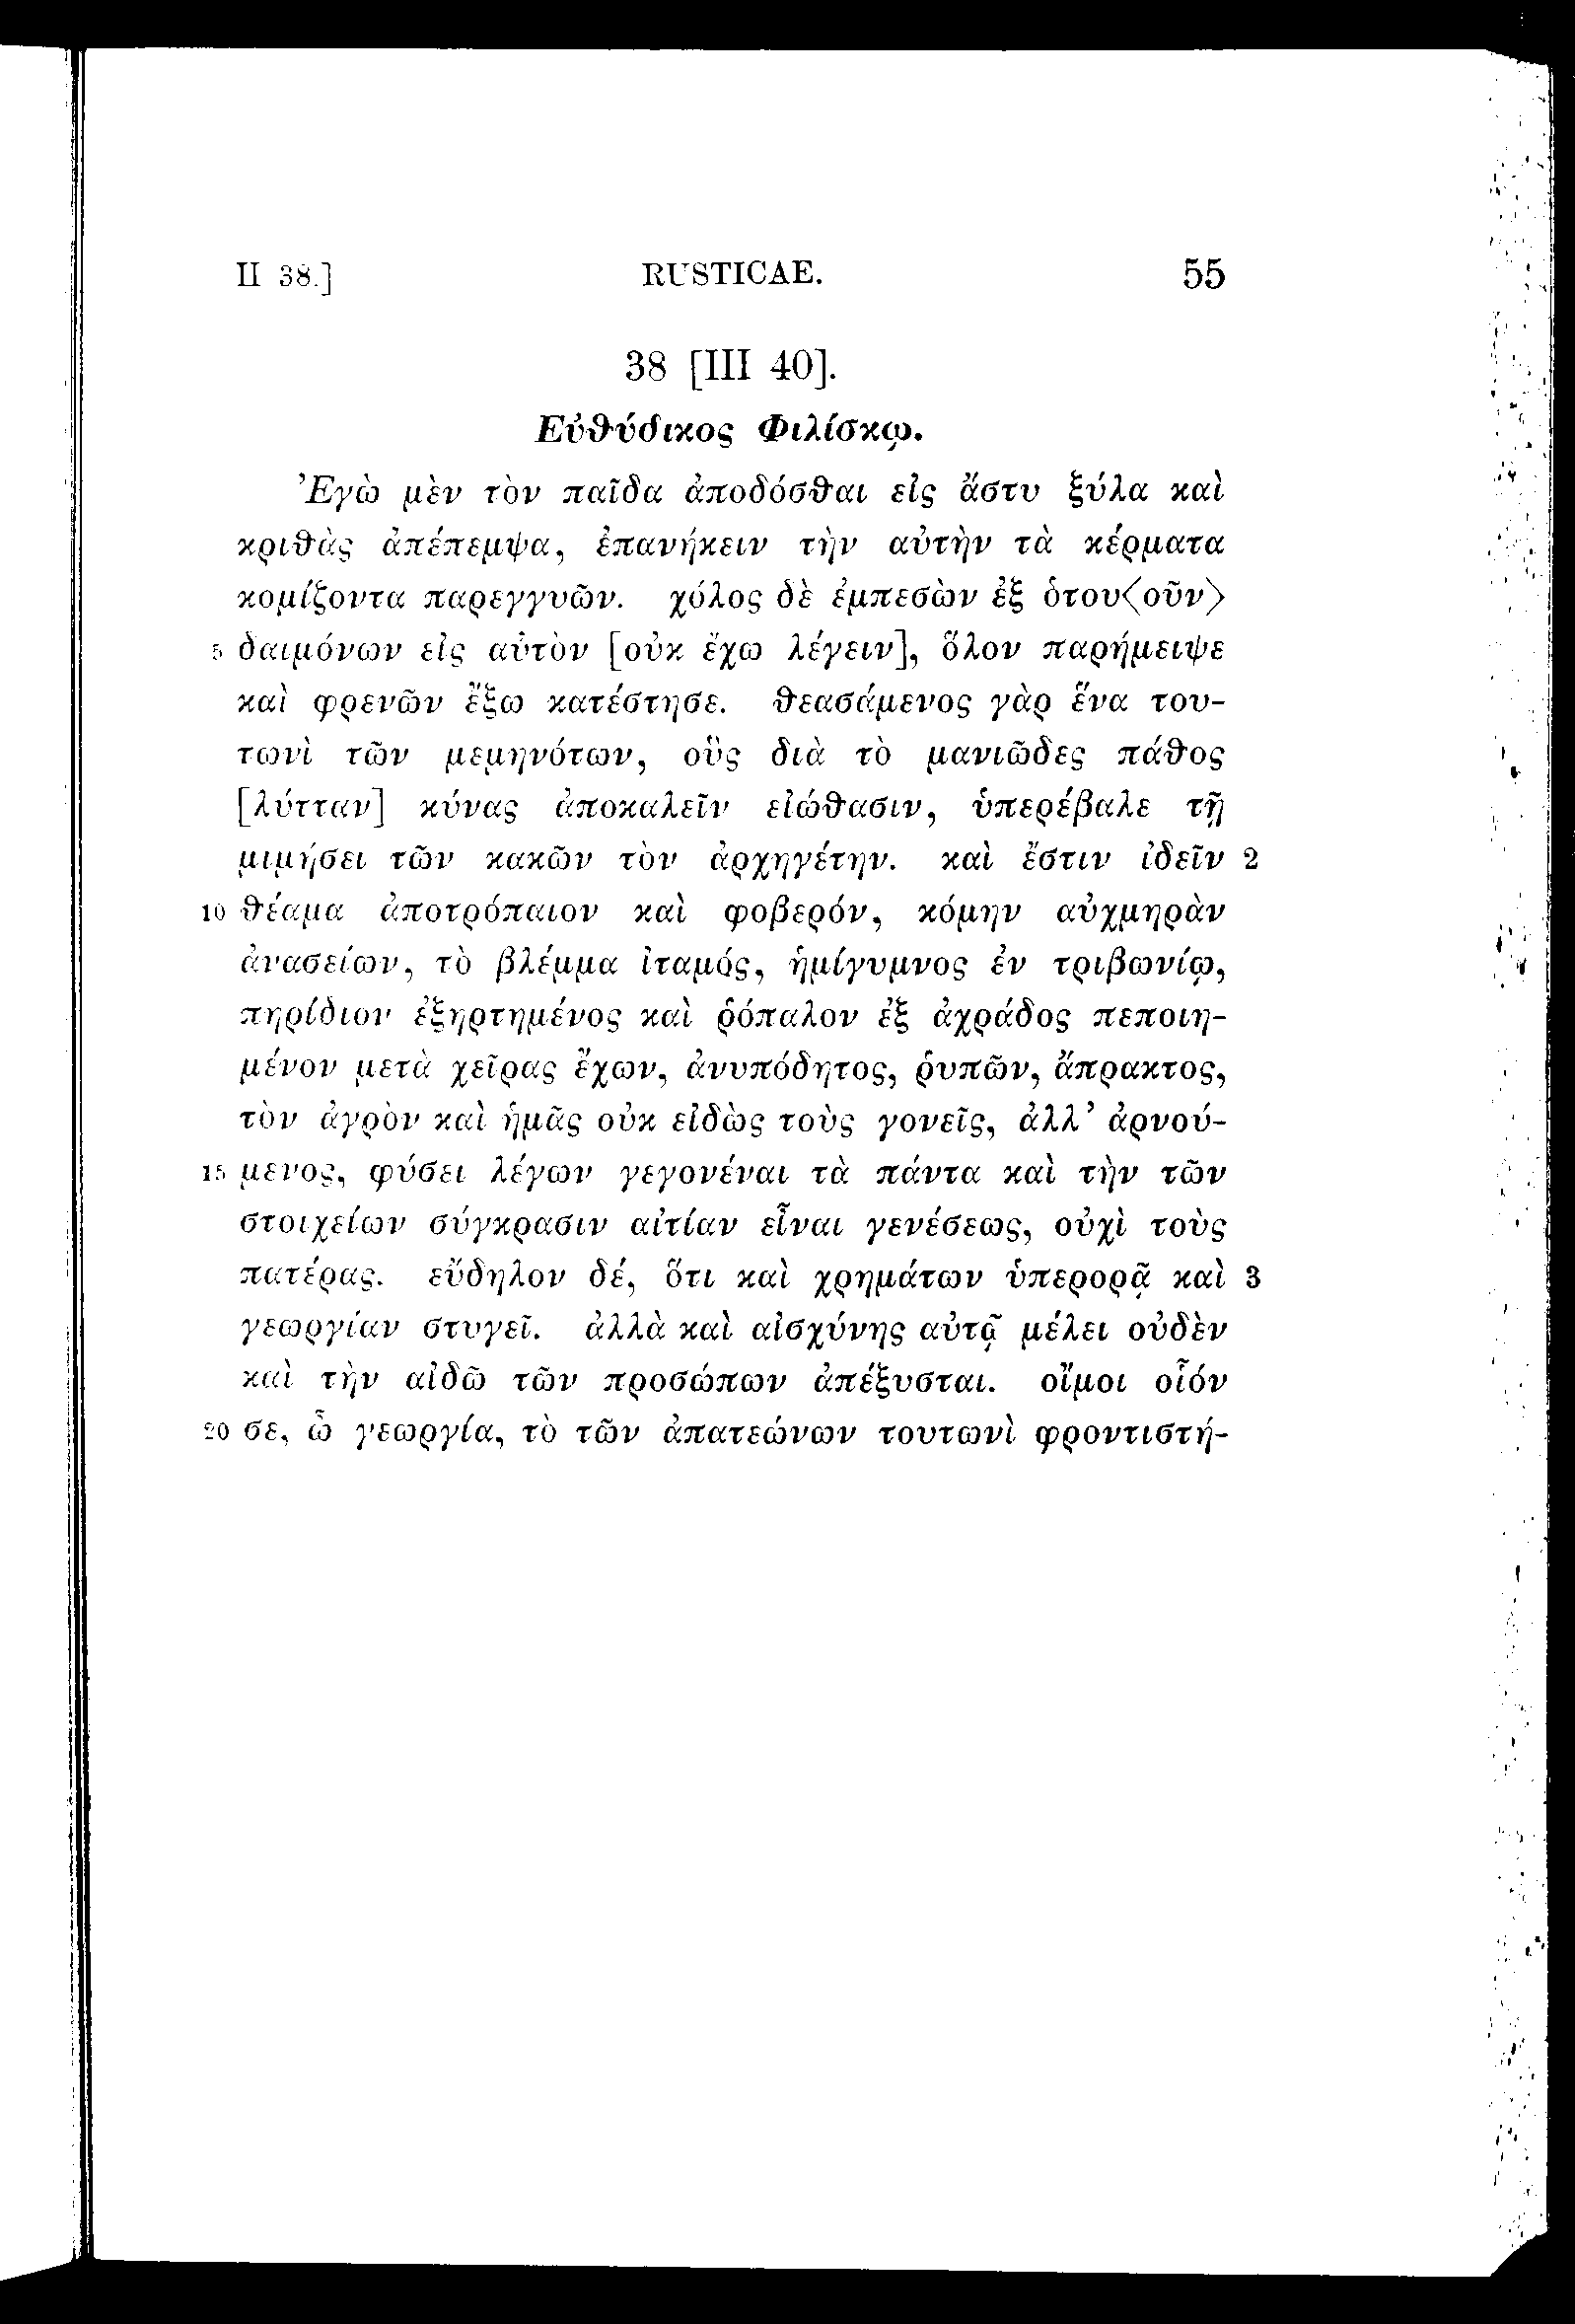 II 38.] RUSTICAE. 55
38 [III 40].
Εὐθύδικος Φιλίσκῳ.
Ἐγὼ μὲν τὸν παῖδα ἀποδόσθαι εἰς ἄστυ ξύλα καὶ
κριθὰς ἀπέπεμψα, ἐπανήκειν τὴν αὐτὴν τὰ κέρματα
κομίζοντα παρεγγυῶν. χόλος δὲ ἐμπεσὼν ἐξ ὁτου⟨οῦν⟩
5 δαιμόνων εἰς αὐτὸν [οὐκ ἔχω λέγειν], ὅλον παρήμειψε
καὶ φρενῶν ἔξω κατέστησε. θεασάμενος γὰρ ἕνα του-
τωνὶ τῶν μεμηνότων, οὓς διὰ τὸ μανιῶδες πάθος
[λύτταν] κύνας ἀποκαλεῖν εἰώθασιν, ὑπερέβαλε τῇ
μιμήσει τῶν κακῶν τὸν ἀρχηγέτην. καὶ ἔστιν ἰδεῖν 2
10 θέαμα ἀποτρόπαιον καὶ φοβερόν, κόμην αὐχμηρὰν
ἀνασείων, τὸ βλέμμα ἰταμός, ἡμίγυμνος ἐν τριβωνίῳ,
πηρίδιον ἐξηρτημένος καὶ ῥόπαλον ἐξ ἀχράδος πεποιη-
μένον μετὰ χεῖρας ἔχων, ἀνυπόδητος, ῥυπῶν, ἄπρακτος,
τὸν ἀγρὸν καὶ ἡμᾶς οὐκ εἰδὼς τοὺς γονεῖς, ἀλλ’ ἀρνού-
15 μενος, φύσει λέγων γεγονέναι τὰ πάντα καὶ τὴν τῶν
στοιχείων σύγκρασιν αἰτίαν εἶναι γενέσεως, οὐχὶ τοὺς
πατέρας. εὔδηλον δέ, ὅτι καὶ χρημάτων ὑπερορᾷ καὶ 3
γεωργίαν στυγεῖ. ἀλλὰ καὶ αἰσχύνης αὐτῷ μέλει οὐδὲν
καὶ τὴν αἰδῶ τῶν προσώπων ἀπέξυσται. οἴμοι οἷόν
20 σε, ὦ γεωργία, τὸ τῶν ἀπατεώνων τουτωνὶ φροντιστή-